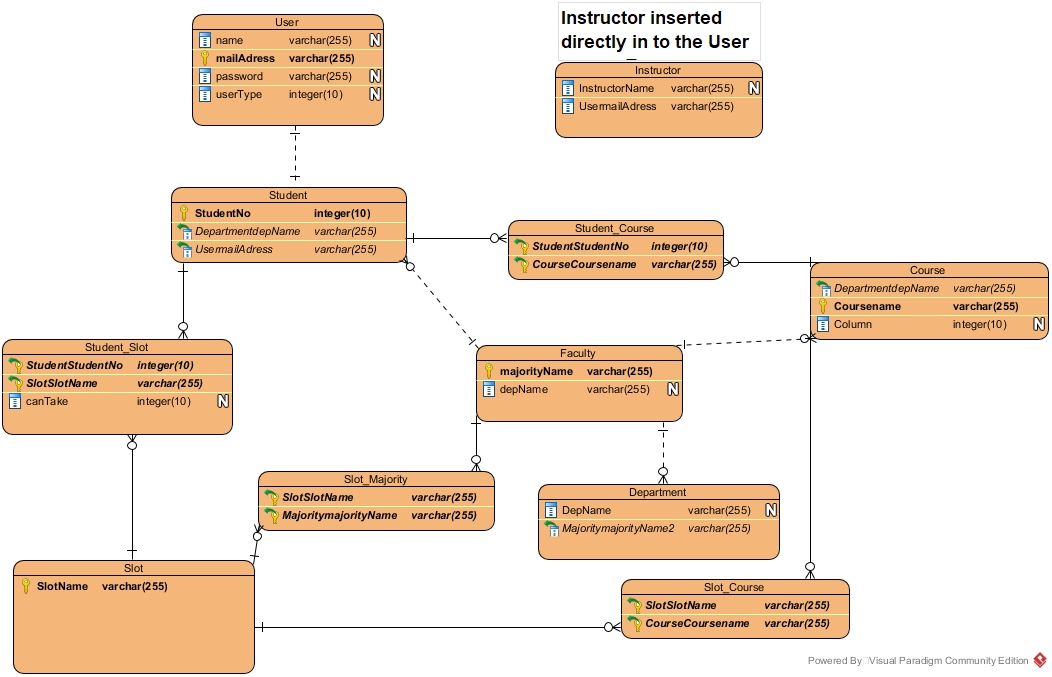 User
name varchar(255) N
mailAdress varchar(255)
password varchar(255) N
userType integer(10) N
Instructor inserted
directly in to the User
Instructor
InstructorName varchar(255) N
UsermailAdress varchar(255)
Student
StudentNo integer(10)
DepartmentdepName varchar(255)
UsermailAdress varchar(255)
Student_Course
StudentStudentNo integer(10)
CourseCoursename varchar(255)
Course
DepartmentdepName varchar(255)
Coursename varchar(255)
Column integer(10) N
Student_Slot
StudentStudentNo integer(10)
SlotSlotName varchar(255)
canTake integer(10) N
Faculty
majorityName varchar(255)
depName varchar(255) N
Slot_Majority
SlotSlotName varchar(255)
MajoritymajorityName varchar(255)
Department
DepName varchar(255) N
MajoritymajorityName2 varchar(255)
Slot
SlotName varchar(255)
Slot_Course
SlotSlotName varchar(255)
CourseCoursename varchar(255)
Powered By Visual Paradigm Community Edition